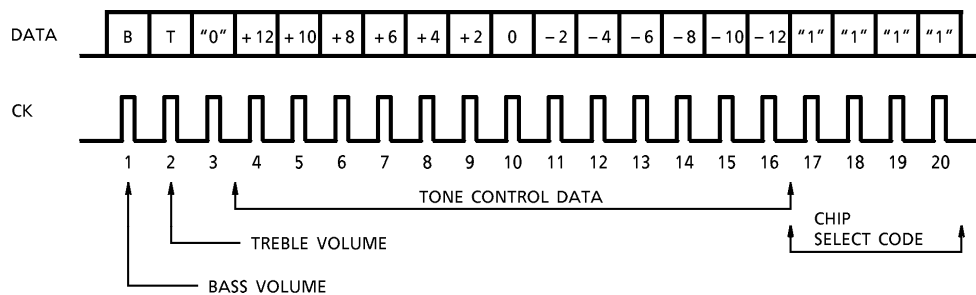 DATA B T “0” +12 +10 +8 +6 +4 +2 0 −2 −4 −6 −8 −10 −12 “1” “1” “1” “1”
CK
1 2 3 4 5 6 7 8 9 10 11 12 13 14 15 16 17 18 19 20
TONE CONTROL DATA
CHIP
SELECT CODE
TREBLE VOLUME
BASS VOLUME